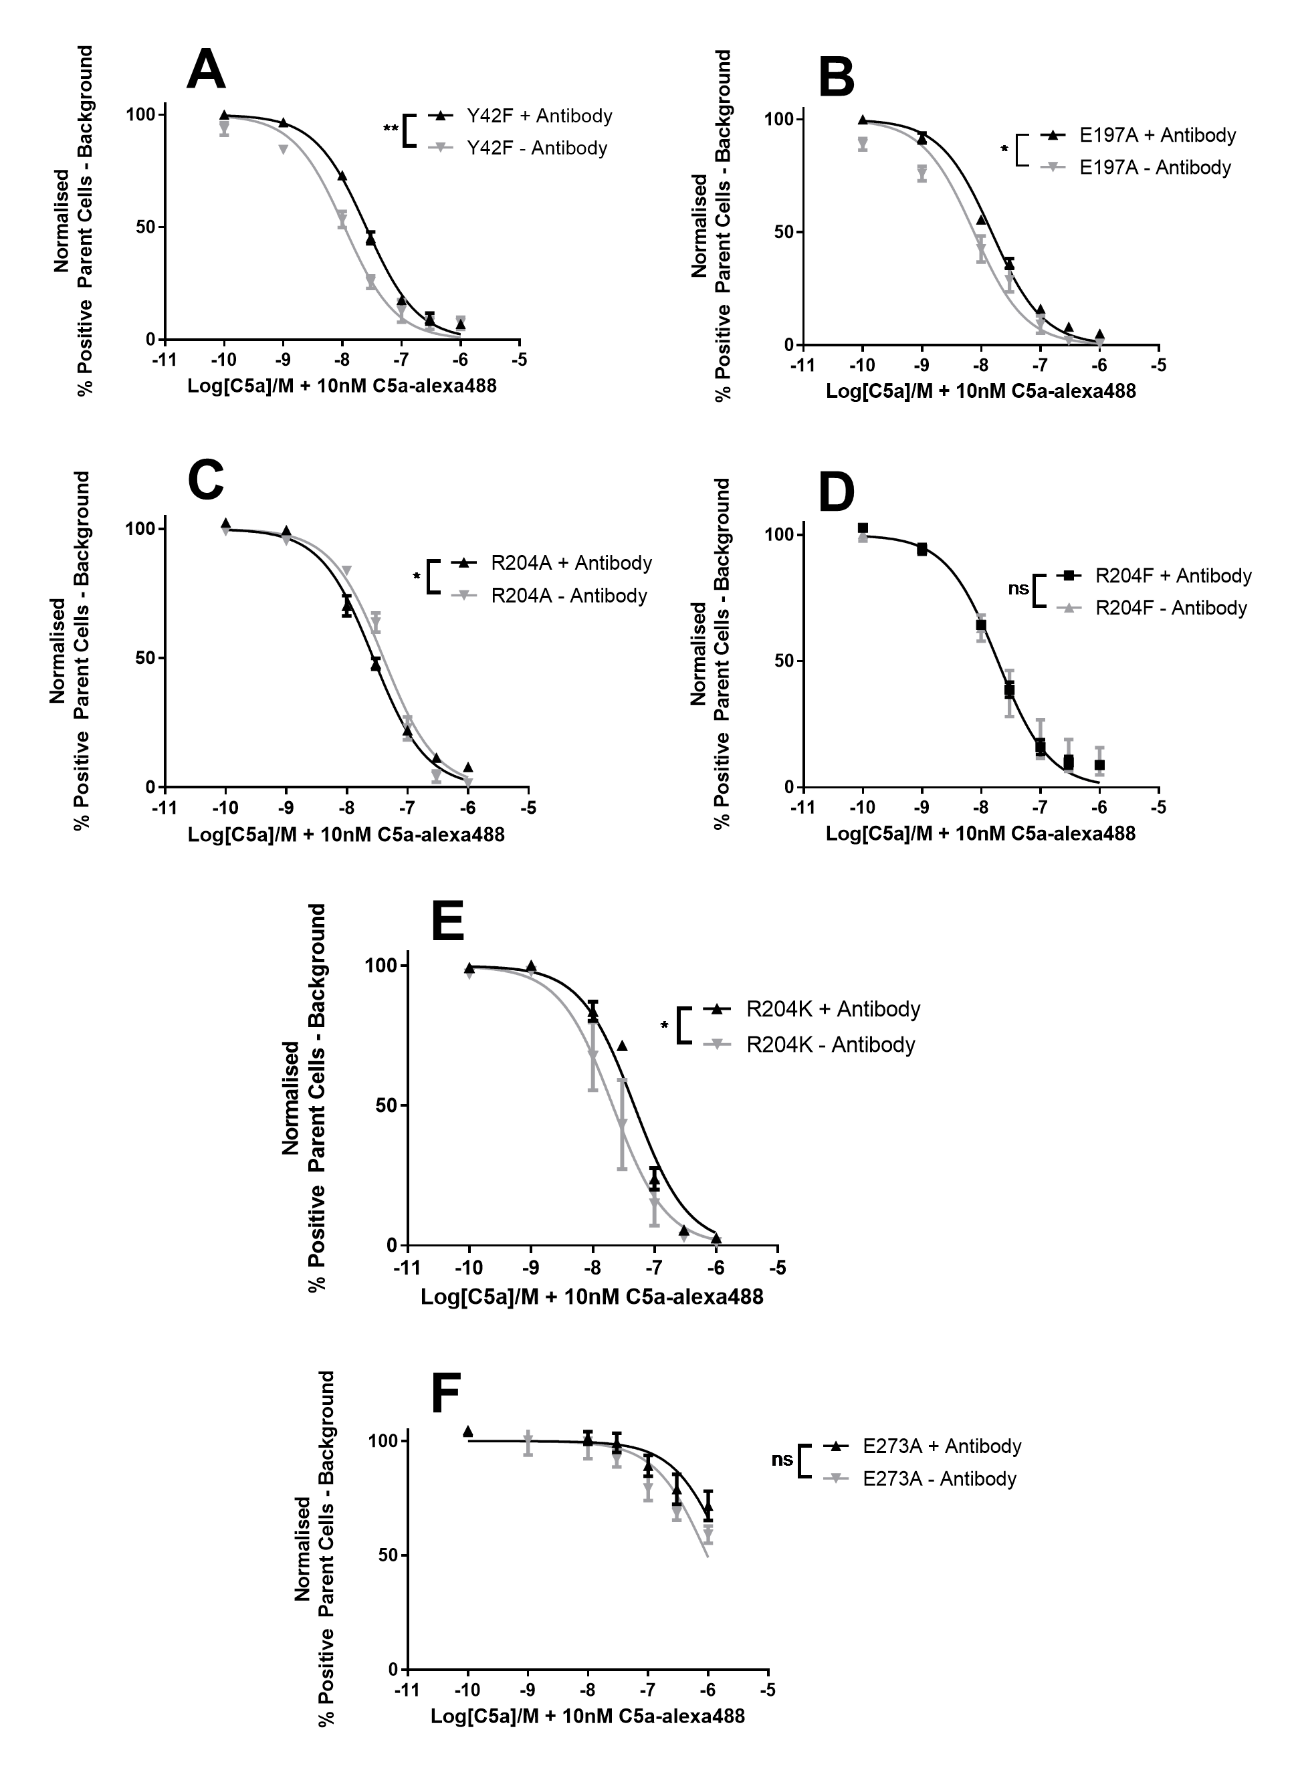 A
Normalised
% Positive Parent Cells - Background
100
50
0
-11 -10 -9 -8 -7 -6 -5
Log[C5a]/M + 10nM C5a-alexa488
**
Y42F + Antibody
Y42F - Antibody
B
Normalised
% Positive Parent Cells - Background
100
50
0
-11 -10 -9 -8 -7 -6 -5
Log[C5a]/M + 10nM C5a-alexa488
*
E197A + Antibody
E197A - Antibody
C
Normalised
% Positive Parent Cells - Background
100
50
0
-11 -10 -9 -8 -7 -6 -5
Log[C5a]/M + 10nM C5a-alexa488
*
R204A + Antibody
R204A - Antibody
D
Normalised
% Positive Parent Cells - Background
100
50
0
-11 -10 -9 -8 -7 -6 -5
Log[C5a]/M + 10nM C5a-alexa488
ns
R204F + Antibody
R204F - Antibody
E
Normalised
% Positive Parent Cells - Background
100
50
0
-11 -10 -9 -8 -7 -6 -5
Log[C5a]/M + 10nM C5a-alexa488
*
R204K + Antibody
R204K - Antibody
F
Normalised
% Positive Parent Cells - Background
100
50
0
-11 -10 -9 -8 -7 -6 -5
Log[C5a]/M + 10nM C5a-alexa488
ns
E273A + Antibody
E273A - Antibody